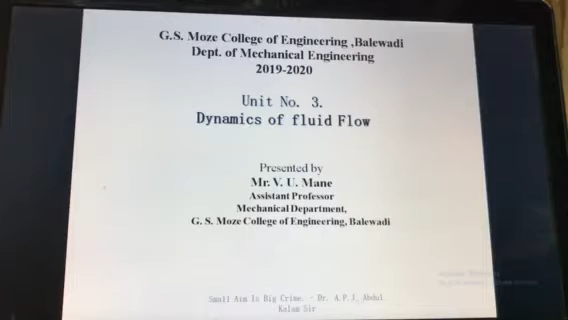 G.S. Moze College of Engineering ,Balewadi
Dept. of Mechanical Engineering
2019-2020
Unit No. 3.
Dynamics of fluid Flow
Presented by
Mr. V. U. Mane
Assistant Professor
Mechanical Department,
G. S. Moze College of Engineering, Balewadi
Small Aim Is Big Crime. - Dr. A.P.J. Abdul
Kalam Sir